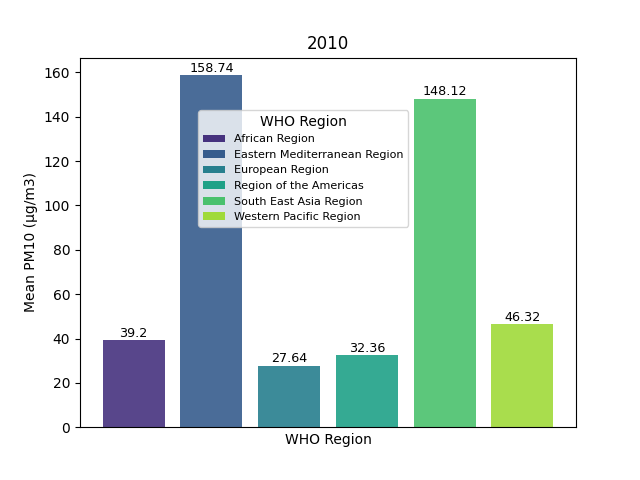 2010
Mean PM10 (µg/m3)
160
140
120
100
80
60
40
20
0
39.2
158.74
27.64
32.36
148.12
46.32
WHO Region
African Region
Eastern Mediterranean Region
European Region
Region of the Americas
South East Asia Region
Western Pacific Region
WHO Region